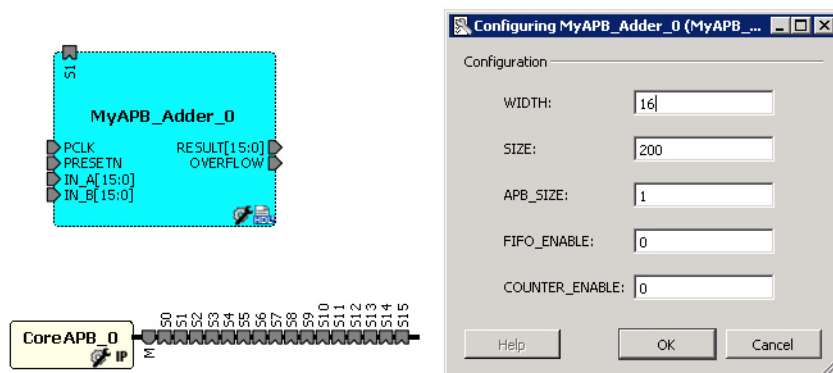 S1
MyAPB_Adder_0
PCLK RESULT[15:0]
PRESETN OVERFLOW
IN_A[15:0]
IN_B[15:0]
HDL
CoreAPB_0
IP
M
S0 S1 S2 S3 S4 S5 S6 S7 S8 S9 S10 S11 S12 S13 S14 S15
Configuring MyAPB_Adder_0 (MyAPB_...
Configuration
WIDTH: 16
SIZE: 200
APB_SIZE: 1
FIFO_ENABLE: 0
COUNTER_ENABLE: 0
Help OK Cancel